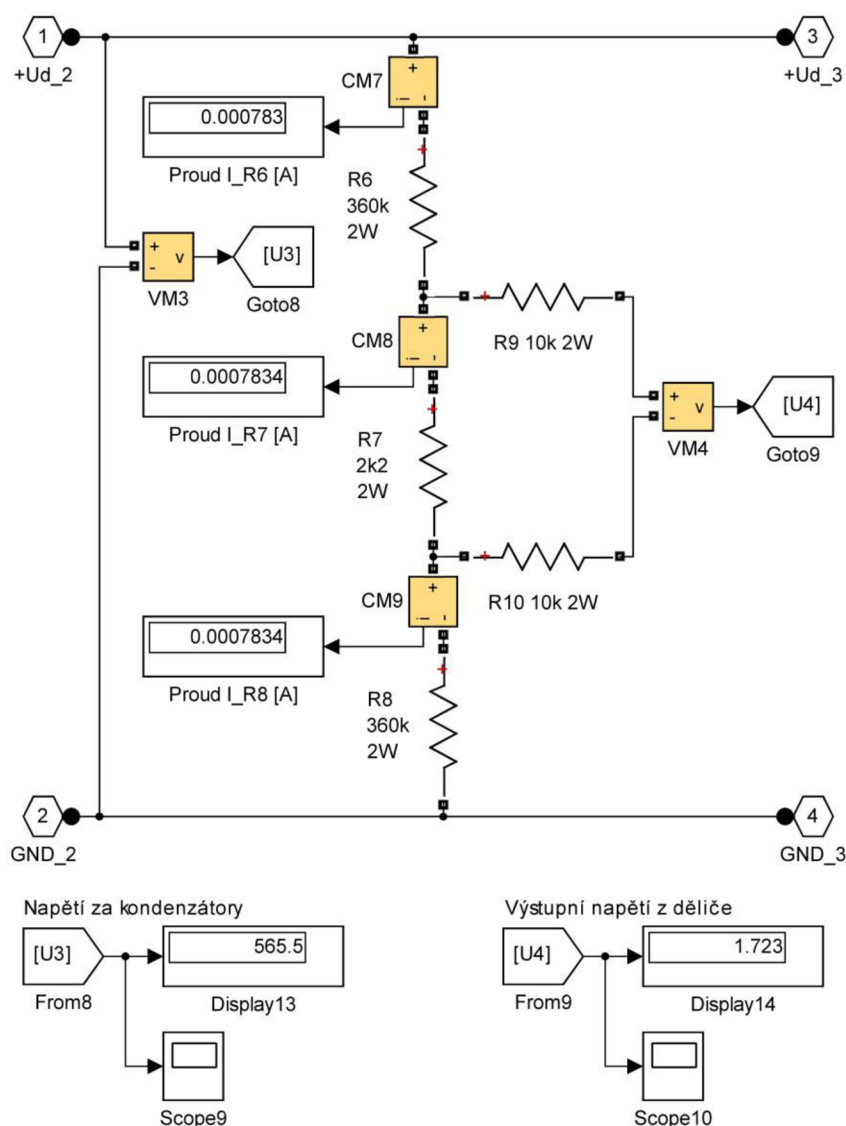 1
3
+Ud_2
+Ud_3
CM7
+
-
i
0.000783
Proud I_R6 [A]
R6
360k
2W
+
-
v
VM3
[U3]
Goto8
R9 10k 2W
CM8
+
-
i
0.0007834
Proud I_R7 [A]
R7
2k2
2W
+
-
v
VM4
[U4]
Goto9
R10 10k 2W
CM9
+
-
i
0.0007834
Proud I_R8 [A]
R8
360k
2W
2
4
GND_2
GND_3
Napětí za kondenzátory
[U3]
From8
565.5
Display13
Scope9
Výstupní napětí z děliče
[U4]
From9
1.723
Display14
Scope10